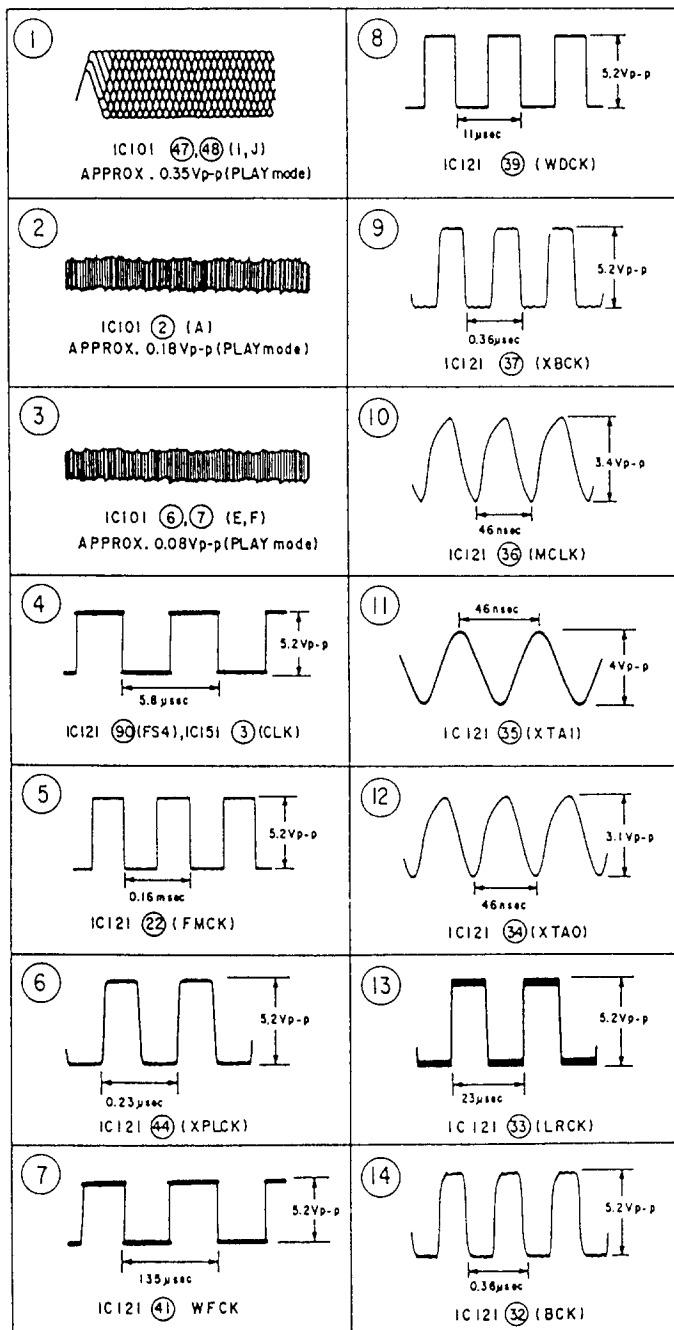 1
IC101 47, 48 (I, J)
APPROX. 0.35Vp-p (PLAY mode)
2
IC101 2 (A)
APPROX. 0.18Vp-p (PLAY mode)
3
IC101 6, 7 (E, F)
APPROX. 0.08Vp-p (PLAY mode)
4
5.2Vp-p
5.8µsec
IC121 90 (FS4), IC151 3 (CLK)
5
5.2Vp-p
0.16msec
IC121 22 (FMCK)
6
5.2Vp-p
0.23µsec
IC121 44 (XPLCK)
7
5.2Vp-p
135µsec
IC121 41 WFCK
8
5.2Vp-p
11µsec
IC121 39 (WDCK)
9
5.2Vp-p
0.36µsec
IC121 37 (XBCK)
10
3.4Vp-p
46nsec
IC121 36 (MCLK)
11
46nsec
4Vp-p
IC121 35 (XTAI)
12
3.1Vp-p
46nsec
IC121 34 (XTAO)
13
5.2Vp-p
23µsec
IC121 33 (LRCK)
14
5.2Vp-p
0.36µsec
IC121 32 (BCK)